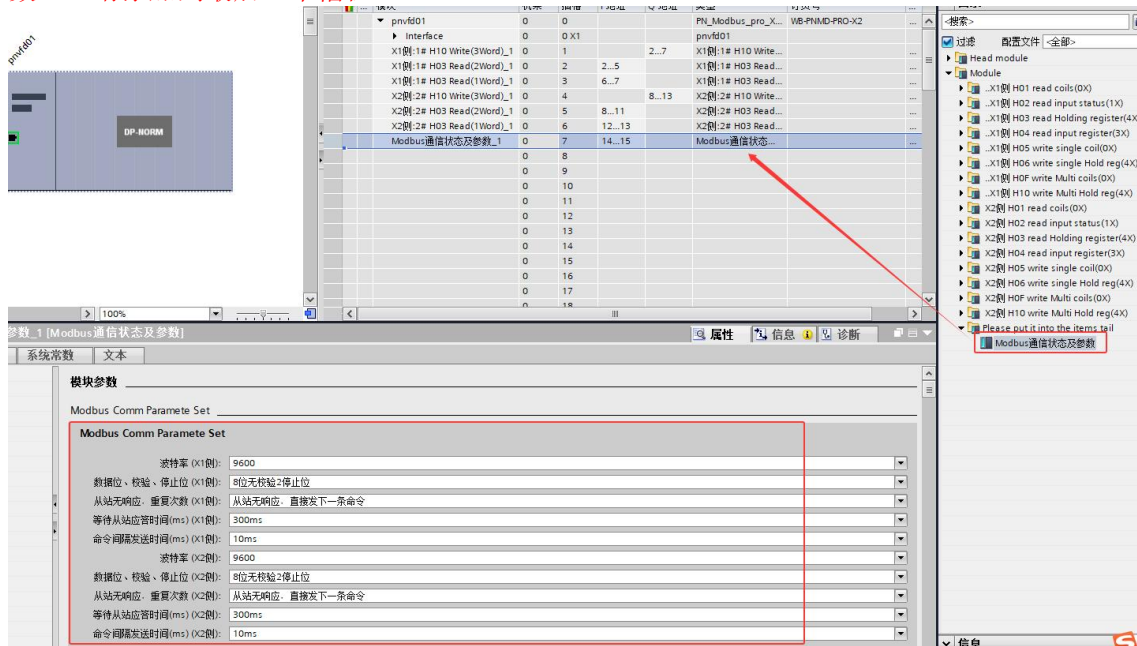 pnvfd01
DP-NORM
100%
▼ pnvfd01 0 0 PN_Modbus_pro_X... WB-PNMD-PRO-X2 ...
▶ Interface 0 0 X1 pnvfd01 ...
X1侧:1# H10 Write(3Word)_1 0 1 2...7 X1侧:1# H10 Write... ...
X1侧:1# H03 Read(2Word)_1 0 2 2...5 X1侧:1# H03 Read... ...
X1侧:1# H03 Read(1Word)_1 0 3 6...7 X1侧:1# H03 Read... ...
X2侧:2# H10 Write(3Word)_1 0 4 8...13 X2侧:2# H10 Write... ...
X2侧:2# H03 Read(2Word)_1 0 5 8...11 X2侧:2# H03 Read... ...
X2侧:2# H03 Read(1Word)_1 0 6 12...13 X2侧:2# H03 Read... ...
Modbus通信状态及参数_1 0 7 14...15 Modbus通信状态... ...
0 8
0 9
0 10
0 11
0 12
0 13
0 14
0 15
0 16
0 17
0 18
<搜索>
过滤 配置文件 <全部>
Head module
Module
..X1侧 H01 read coils(0X)
..X1侧 H02 read input status(1X)
..X1侧 H03 read Holding register(4X
..X1侧 H04 read input register(3X)
..X1侧 H05 write single coil(0X)
..X1侧 H06 write single Hold reg(4X)
..X1侧 H0F write Multi coils(0X)
..X1侧 H10 write Multi Hold reg(4X)
X2侧 H01 read coils(0X)
X2侧 H02 read input status(1X)
X2侧 H03 read Holding register(4X)
X2侧 H04 read input register(3X)
X2侧 H05 write single coil(0X)
X2侧 H06 write single Hold reg(4X)
X2侧 H0F write Multi coils(0X)
X2侧 H10 write Multi Hold reg(4X)
Please put it into the items tail
Modbus通信状态及参数
信息
参数_1 [Modbus通信状态及参数]
属性 信息 诊断
系统常数 文本
模块参数
Modbus Comm Paramete Set
Modbus Comm Paramete Set
波特率 (X1侧): 9600
数据位、校验、停止位 (X1侧): 8位无校验2停止位
从站无响应．重复次数 (X1侧): 从站无响应．直接发下一条命令
等待从站应答时间(ms) (X1侧): 300ms
命令间隔发送时间(ms) (X1侧): 10ms
波特率 (X2侧): 9600
数据位、校验、停止位 (X2侧): 8位无校验2停止位
从站无响应．重复次数 (X2侧): 从站无响应．直接发下一条命令
等待从站应答时间(ms) (X2侧): 300ms
命令间隔发送时间(ms) (X2侧): 10ms